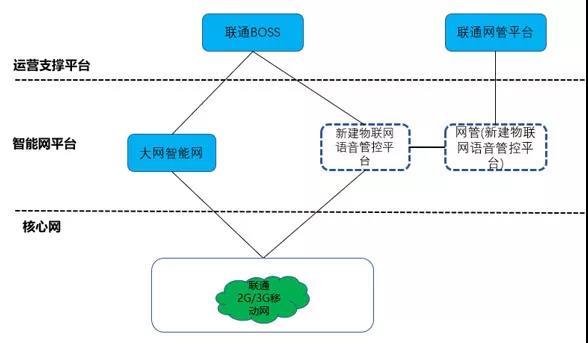 联通BOSS
联通网管平台
运营支撑平台
智能网平台
大网智能网
新建物联网
语音管控平
台
网管(新建物联
网语音管控平
台)
核心网
联通
2G/3G移
动网